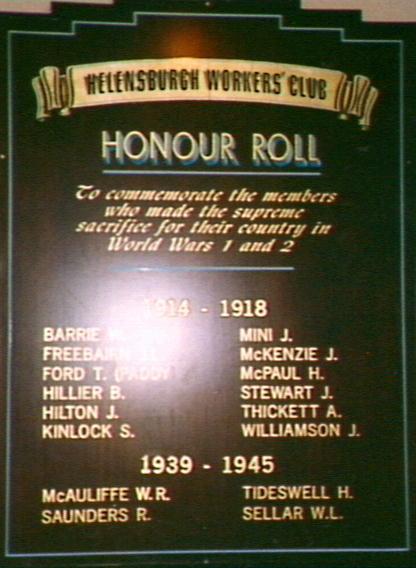 HELENSBURGH WORKERS' CLUB
HONOUR ROLL
To commemorate the members
who made the supreme
sacrifice for their country in
World Wars 1 and 2
1914 - 1918
BARRIE
MINI J.
FREEBAIRN
McKENZIE J.
FORD T. (PADDY)
McPAUL H.
HILLIER B.
STEWART J.
HILTON J.
THICKETT A.
KINLOCK S.
WILLIAMSON J.
1939 - 1945
McAULIFFE W.R.
TIDESWELL H.
SAUNDERS R.
SELLAR W.L.